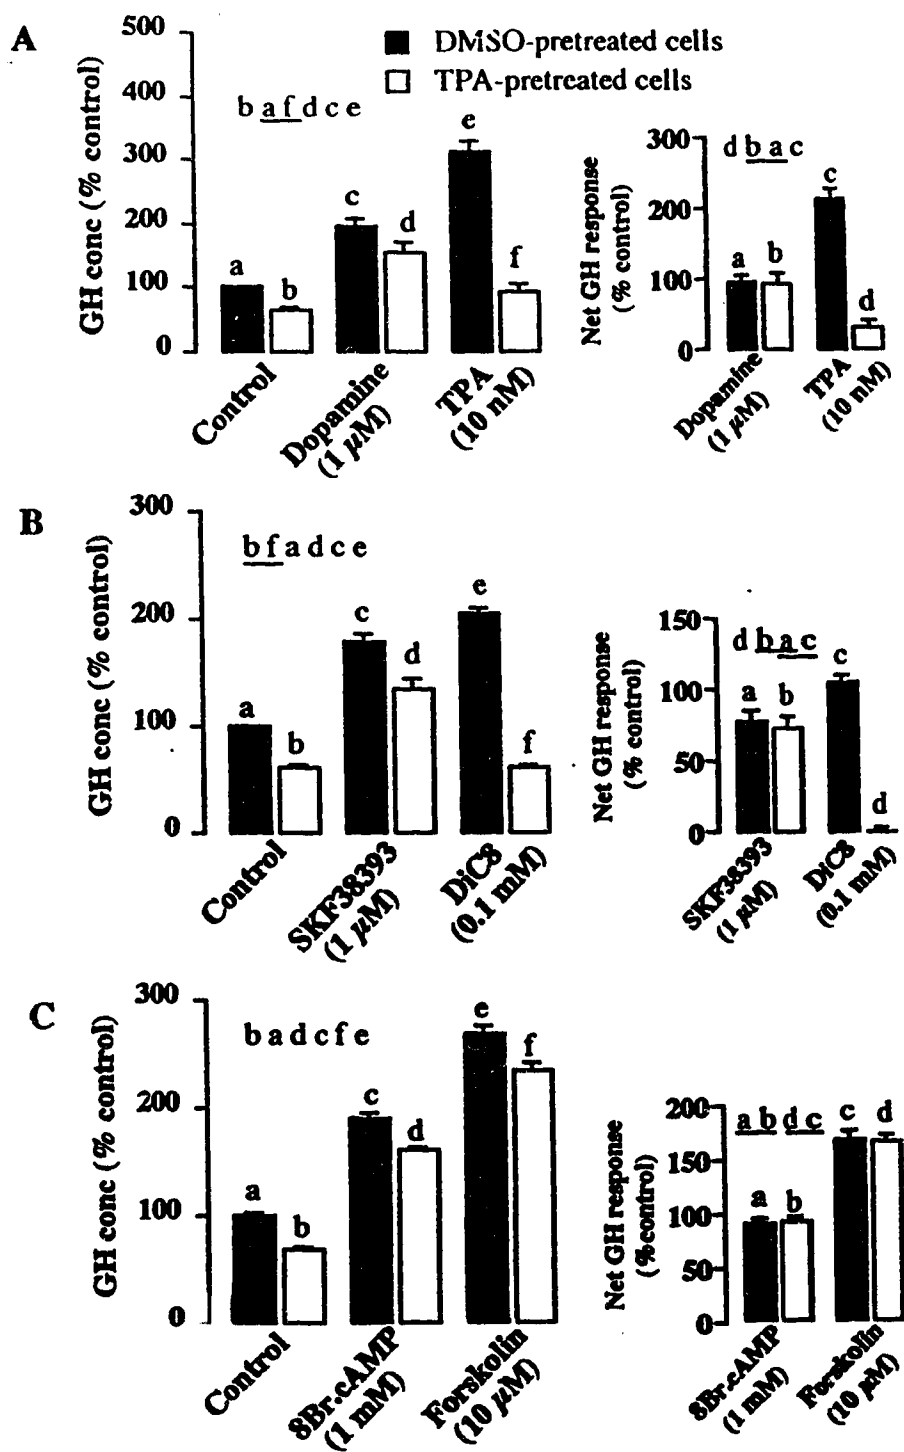 A
DMSO-pretreated cells
TPA-pretreated cells
GH conc (% control)
500
400
300
200
100
0
b a f d c e
a
b
c
d
e
f
Control
Dopamine
(1 µM)
TPA
(10 nM)
Net GH response
(% control)
300
200
100
0
d b a c
a
b
c
d
Dopamine
(1 µM)
TPA
(10 nM)
B
GH conc (% control)
300
200
100
0
b f a d c e
a
b
c
d
e
f
Control
SKF38393
(1 µM)
DiC8
(0.1 mM)
Net GH response
(% control)
150
100
50
0
d b a c
a
b
c
d
SKF38393
(1 µM)
DiC8
(0.1 mM)
C
GH conc (% control)
300
200
100
0
b a d c f e
a
b
c
d
e
f
Control
8Br.cAMP
(1 mM)
Forskolin
(10 µM)
Net GH response
(%control)
200
150
100
50
0
a b d c
a
b
c
d
8Br.cAMP
(1 mM)
Forskolin
(10 µM)